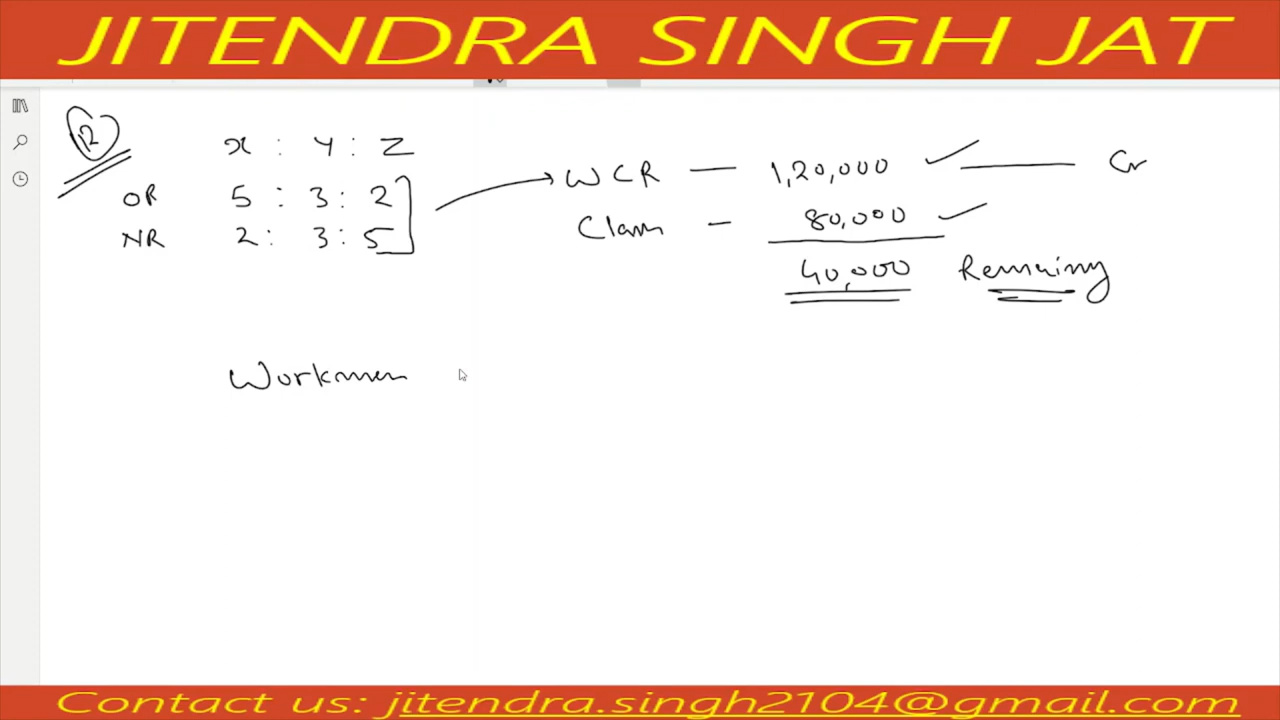 JITENDRA SINGH JAT
12
x : Y : Z
OR 5 : 3 : 2
NR 2 : 3 : 5
WCR — 1,20,000 ✓ — Cr
Claim - 80,000 ✓
40,000 Remaining
Workmen
Contact us: jitendra.singh2104@gmail.com